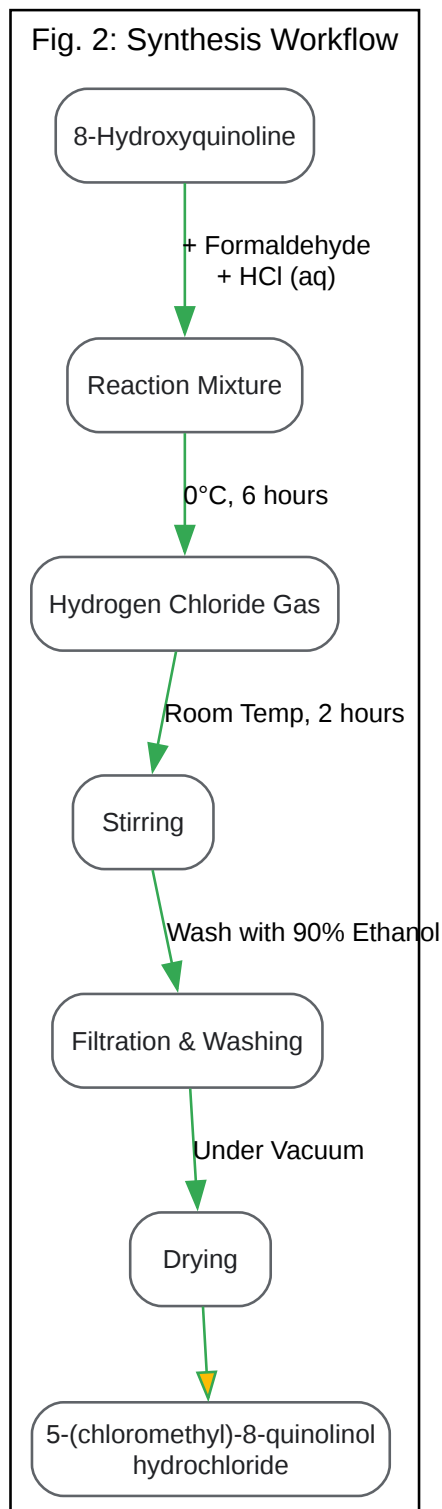 Fig. 2: Synthesis Workflow
8-Hydroxyquinoline
+ Formaldehyde
+ HCl (aq)
Reaction Mixture
0°C, 6 hours
Hydrogen Chloride Gas
Room Temp, 2 hours
Stirring
Wash with 90% Ethanol
Filtration & Washing
Under Vacuum
Drying
5-(chloromethyl)-8-quinolinol
hydrochloride